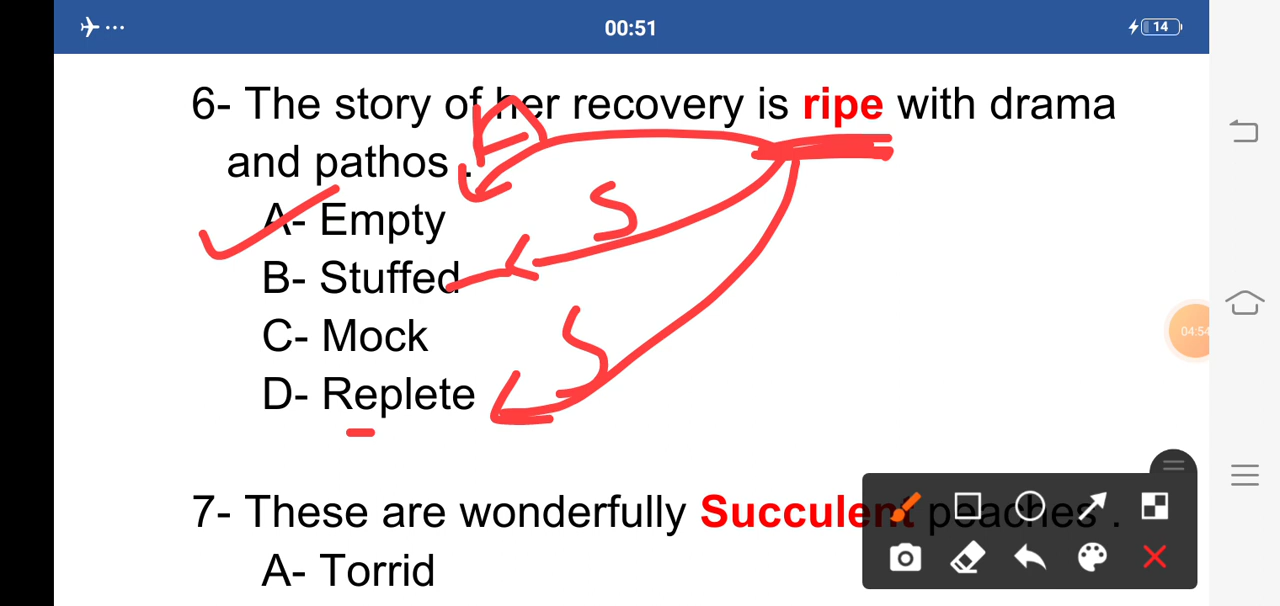 00:51
14
6- The story of her recovery is ripe with drama
and pathos .
A- Empty
S
B- Stuffed
C- Mock
S
D- Replete
04:54
7- These are wonderfully Succulent peaches .
A- Torrid